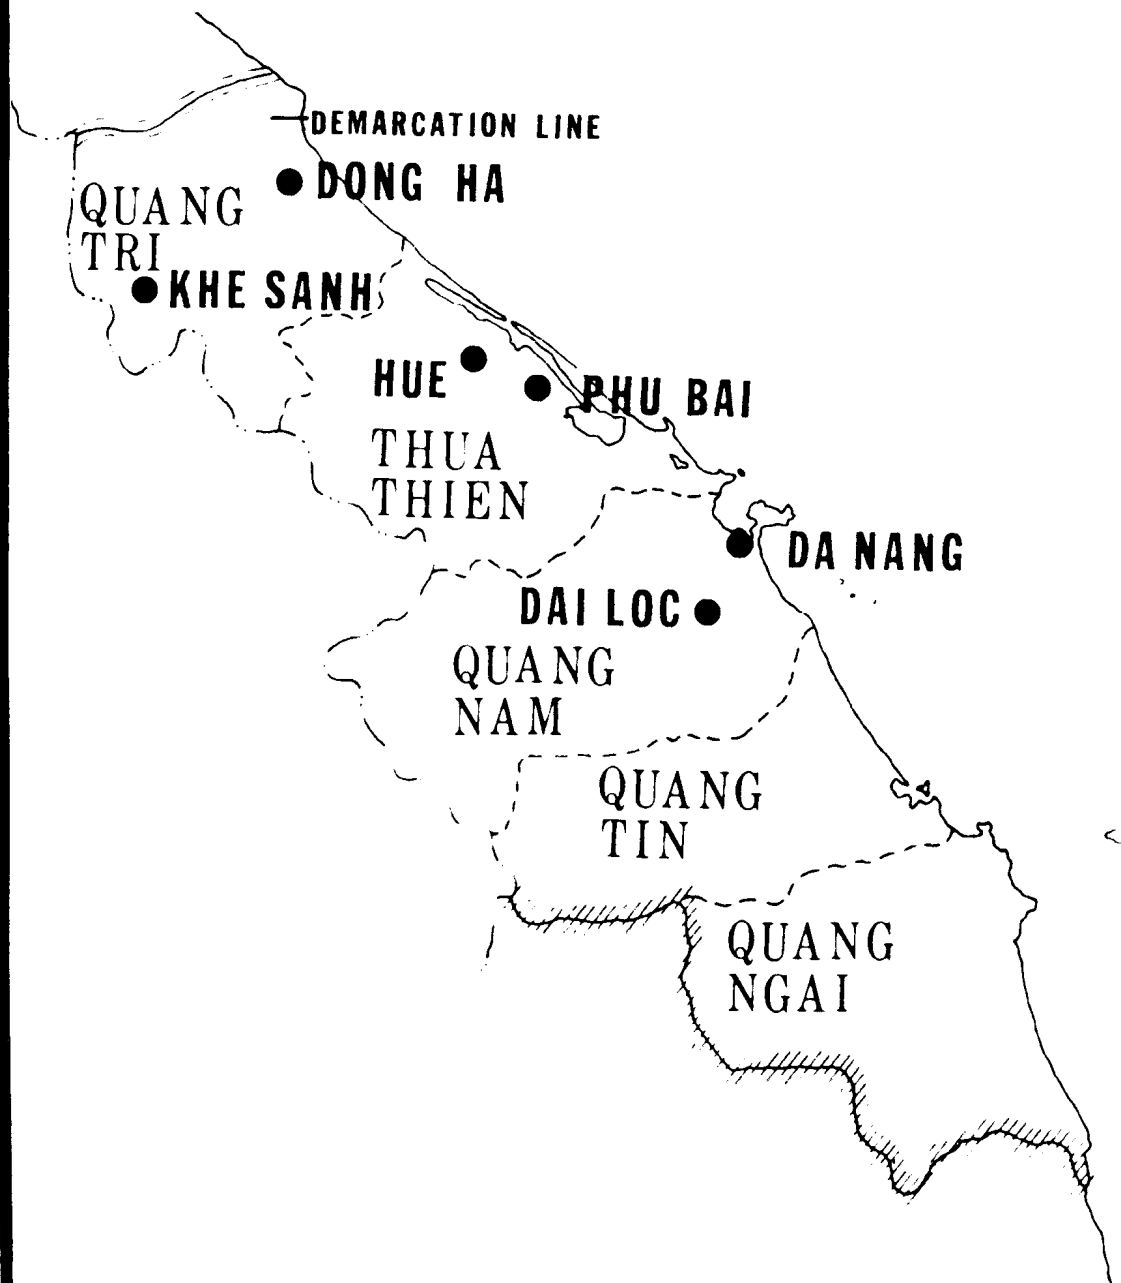 DEMARCATION LINE
DONG HA
QUANG
TRI
KHE SANH
HUE
PHU BAI
THUA
THIEN
DA NANG
DAI LOC
QUANG
NAM
QUANG
TIN
QUANG
NGAI